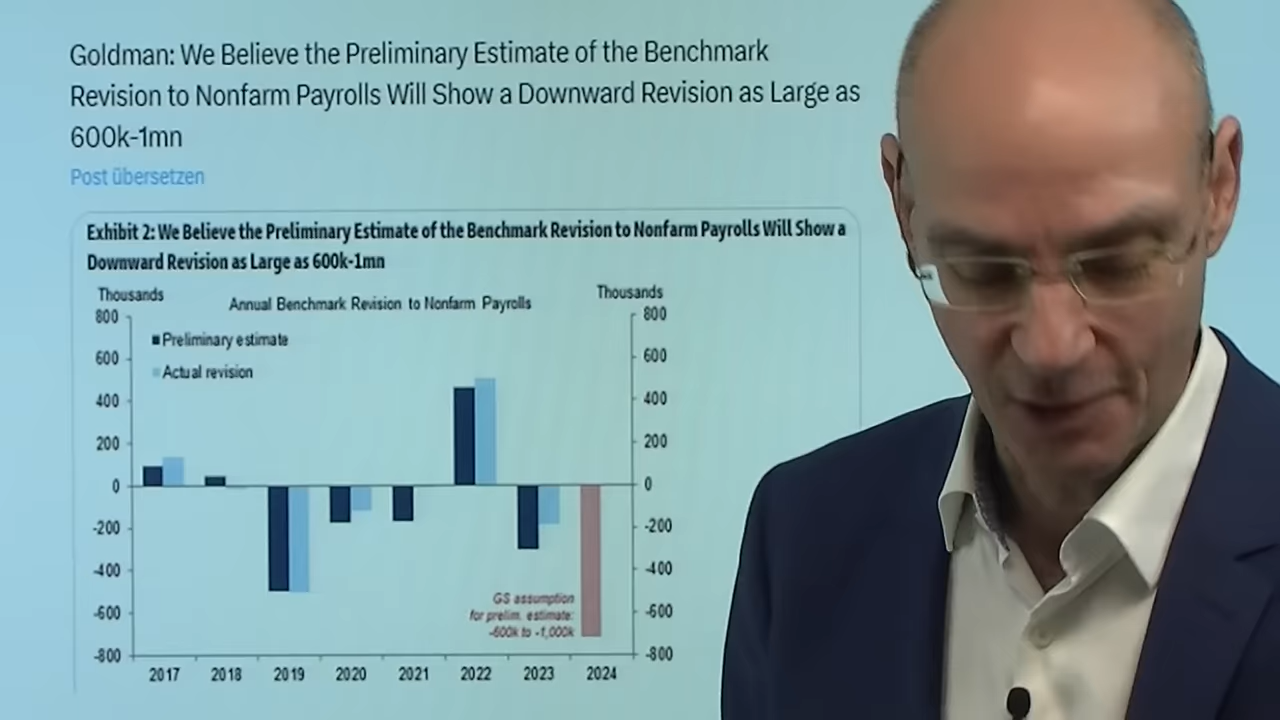 Goldman: We Believe the Preliminary Estimate of the Benchmark
Revision to Nonfarm Payrolls Will Show a Downward Revision as Large as
600k-1mn
Post übersetzen
Exhibit 2: We Believe the Preliminary Estimate of the Benchmark Revision to Nonfarm Payrolls Will Show a
Downward Revision as Large as 600k-1mn
Thousands
Annual Benchmark Revision to Nonfarm Payrolls
Thousands
Preliminary estimate
Actual revision
800
600
400
200
0
-200
-400
-600
-800
800
600
400
200
0
-200
-400
-600
-800
GS assumption
for prelim. estimate:
-600k to -1,000k
2017 2018 2019 2020 2021 2022 2023 2024